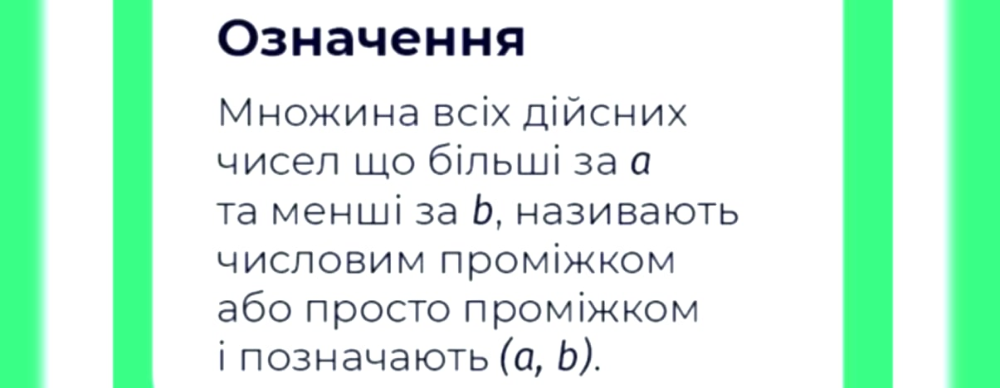 Означення
Множина всіх дійсних
чисел що більші за a
та менші за b, називають
числовим проміжком
або просто проміжком
і позначають (a, b).